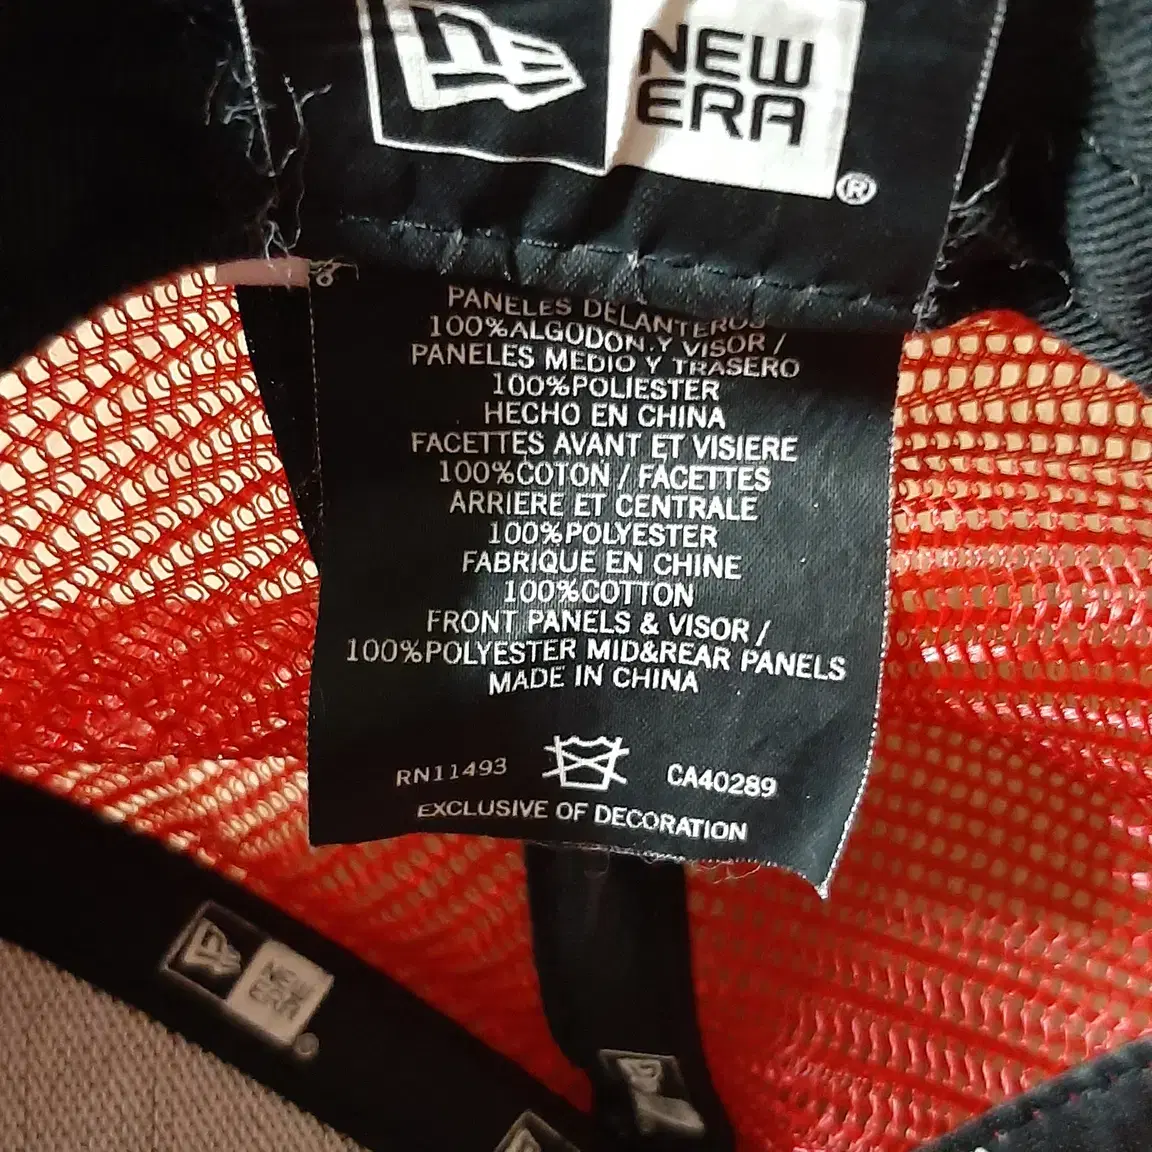 NEW
ERA
®
PANELES DELANTEROS
100%ALGODON.Y VISOR /
PANELES MEDIO Y TRASERO
100%POLIESTER
HECHO EN CHINA
FACETTES AVANT ET VISIERE
100%COTON / FACETTES
ARRIERE ET CENTRALE
100%POLYESTER
FABRIQUE EN CHINE
100%COTTON
FRONT PANELS & VISOR /
100%POLYESTER MID&REAR PANELS
MADE IN CHINA
RN11493 CA40289
EXCLUSIVE OF DECORATION
NEW
ERA